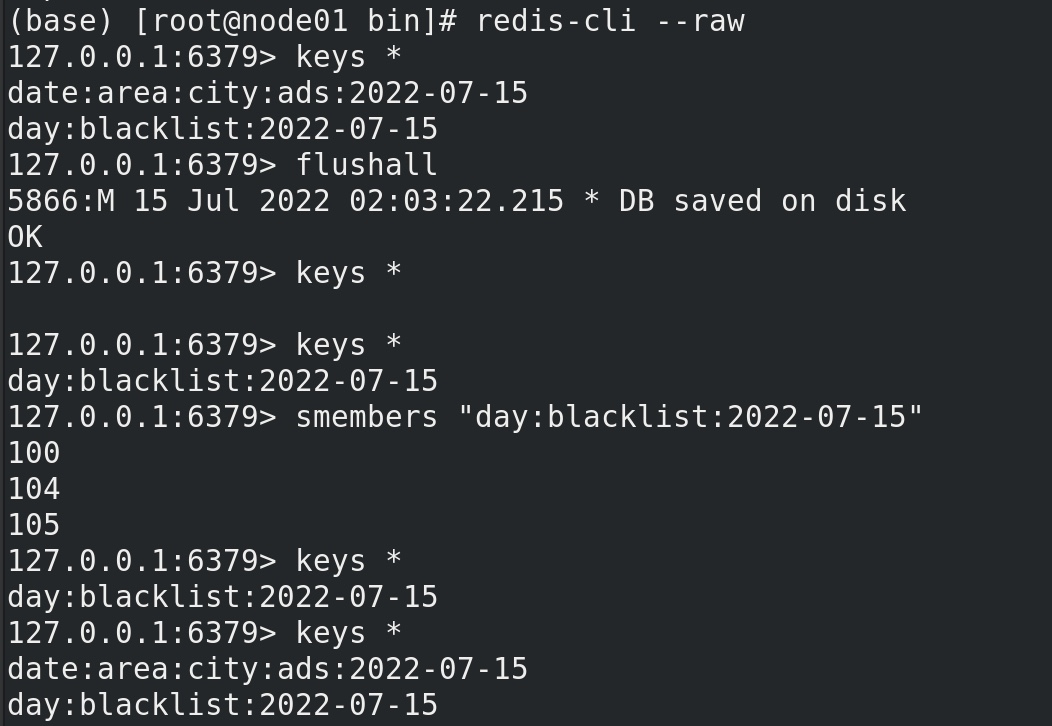 (base) [root@node01 bin]# redis-cli --raw
127.0.0.1:6379> keys *
date:area:city:ads:2022-07-15
day:blacklist:2022-07-15
127.0.0.1:6379> flushall
5866:M 15 Jul 2022 02:03:22.215 * DB saved on disk
OK
127.0.0.1:6379> keys *
127.0.0.1:6379> keys *
day:blacklist:2022-07-15
127.0.0.1:6379> smembers "day:blacklist:2022-07-15"
100
104
105
127.0.0.1:6379> keys *
day:blacklist:2022-07-15
127.0.0.1:6379> keys *
date:area:city:ads:2022-07-15
day:blacklist:2022-07-15